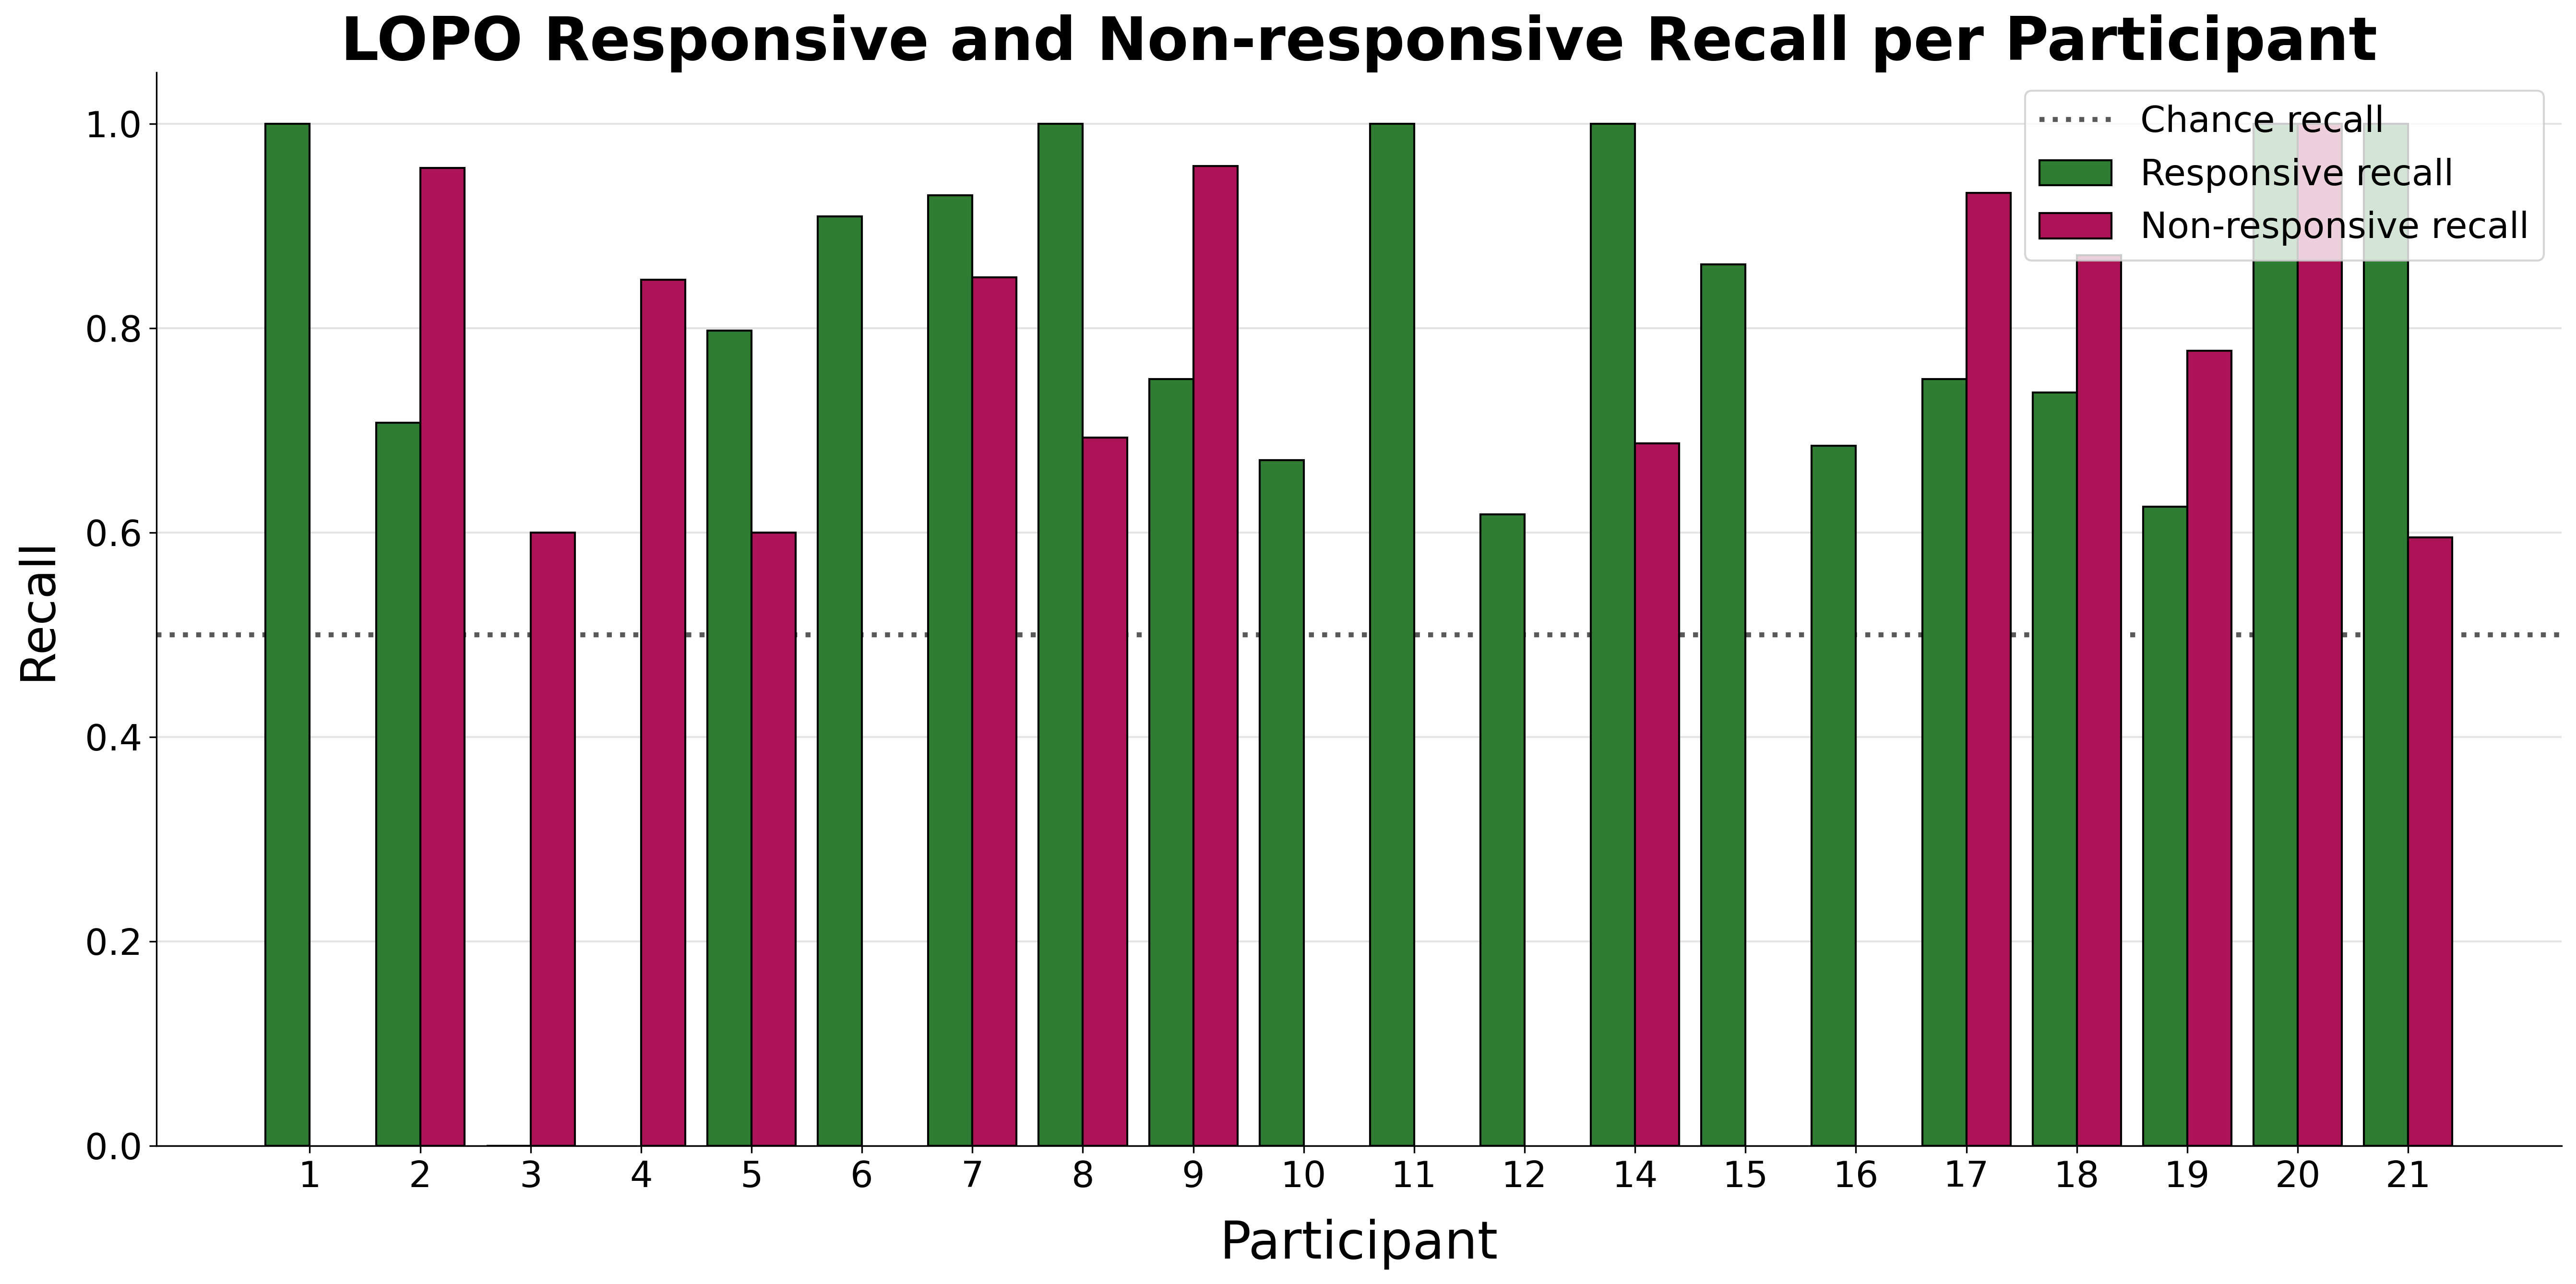 LOPO Responsive and Non-responsive Recall per Participant
Chance recall
Responsive recall
Non-responsive recall
Recall
1.0
0.8
0.6
0.4
0.2
0.0
1 2 3 4 5 6 7 8 9 10 11 12 14 15 16 17 18 19 20 21
Participant